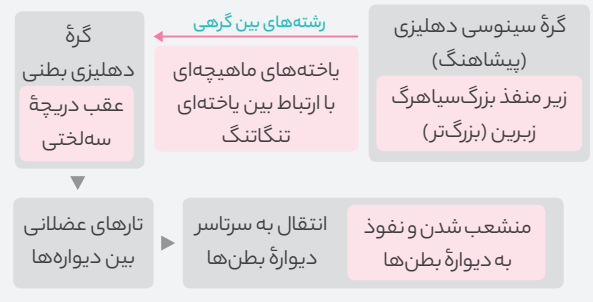 گرهٔ سینوسی دهلیزی
(پیشاهنگ)
زیر منفذ بزرگ‌سیاهرگ
زبرین (بزرگ‌تر)
رشته‌های بین گرهی
یاخته‌های ماهیچه‌ای
با ارتباط بین یاخته‌ای
تنگاتنگ
گرهٔ
دهلیزی بطنی
عقب دریچهٔ
سه‌لختی
تارهای عضلانی
بین دیواره‌ها
انتقال به سرتاسر
دیوارهٔ بطن‌ها
منشعب شدن و نفوذ
به دیوارهٔ بطن‌ها